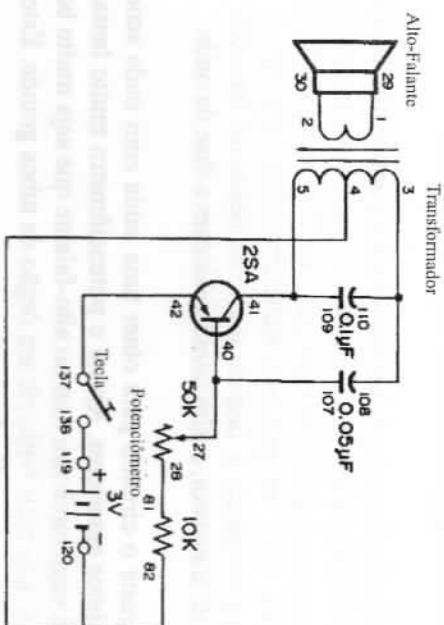 Alto-Falante
Transformador
29
30
1
2
3
4
5
110
0.1µF
109
108
0.05µF
107
2SA
41
42
40
50K
27
28
Potenciômetro
10K
81
82
Tecla
137
138
119
+
3V
−
120